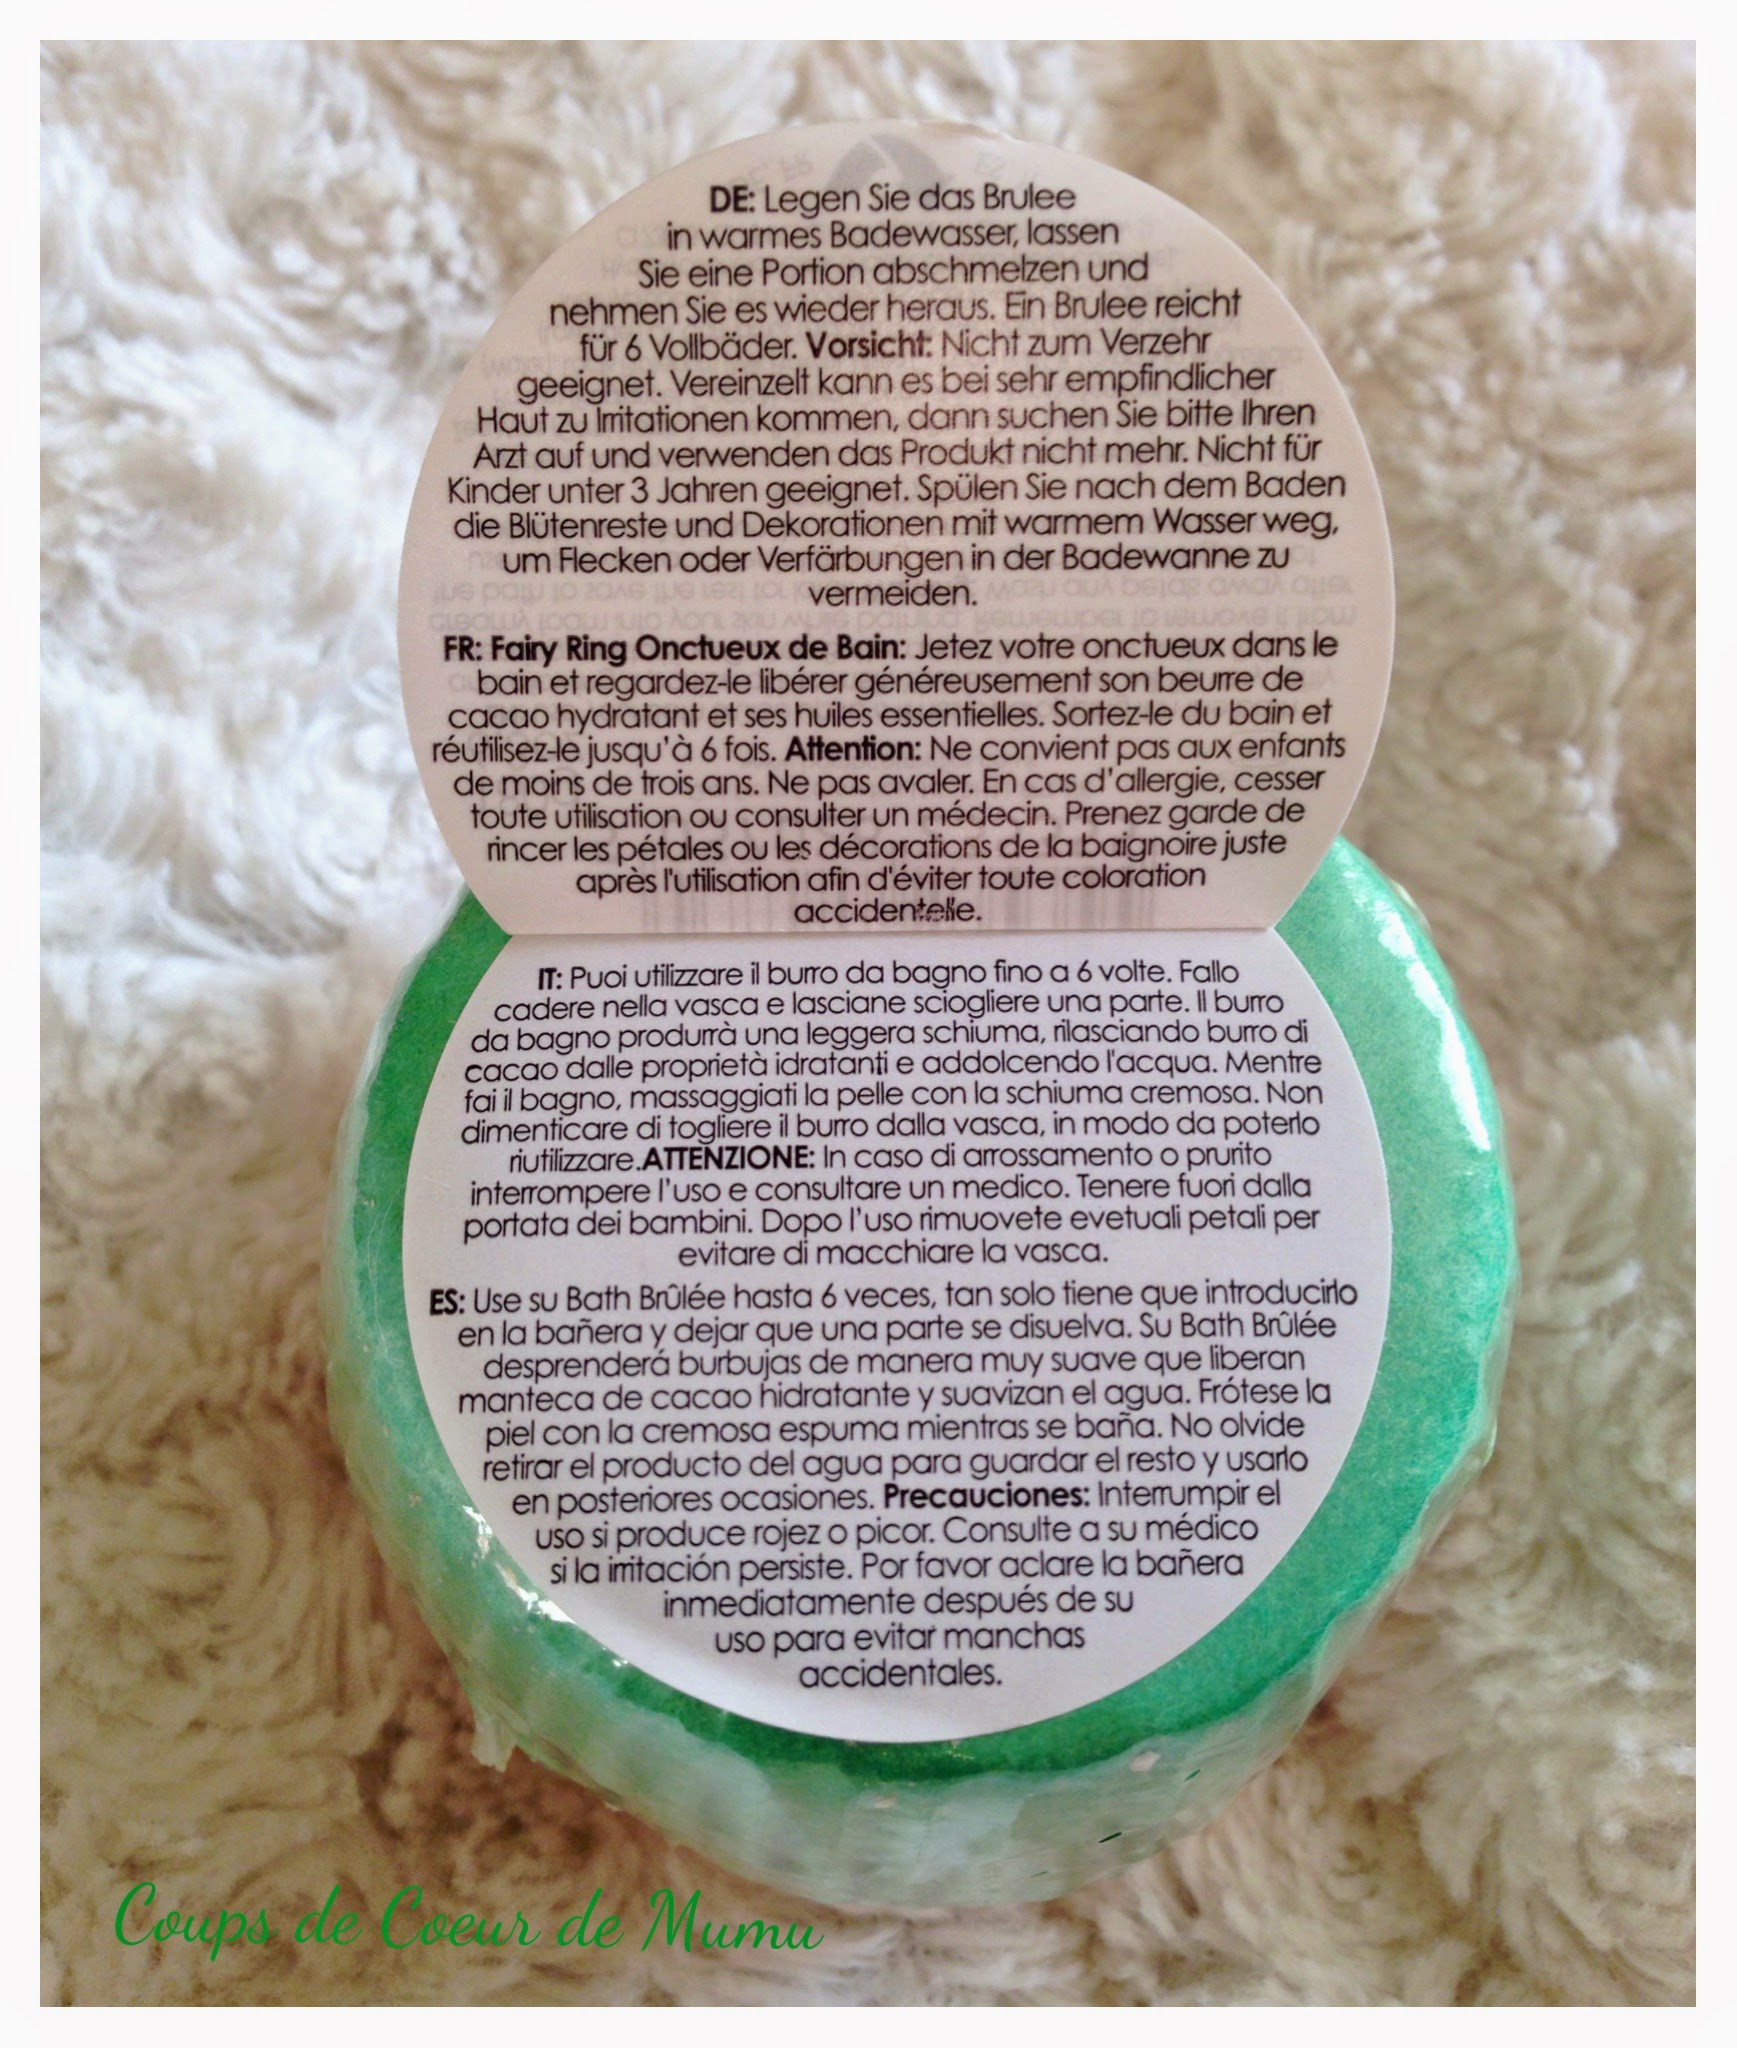 DE: Legen Sie das Brulee
in warmes Badewasser, lassen
Sie eine Portion abschmelzen und
nehmen Sie es wieder heraus. Ein Brulee reicht
für 6 Vollbäder. Vorsicht: Nicht zum Verzehr
geeignet. Vereinzelt kann es bei sehr empfindlicher
Haut zu Irritationen kommen, dann suchen Sie bitte Ihren
Arzt auf und verwenden das Produkt nicht mehr. Nicht für
Kinder unter 3 Jahren geeignet. Spülen Sie nach dem Baden
die Blütenreste und Dekorationen mit warmem Wasser weg,
um Flecken oder Verfärbungen in der Badewanne zu
vermeiden.
FR: Fairy Ring Onctueux de Bain: Jetez votre onctueux dans le
bain et regardez-le libérer généreusement son beurre de
cacao hydratant et ses huiles essentielles. Sortez-le du bain et
réutilisez-le jusqu'à 6 fois. Attention: Ne convient pas aux enfants
de moins de trois ans. Ne pas avaler. En cas d'allergie, cesser
toute utilisation ou consulter un médecin. Prenez garde de
rincer les pétales ou les décorations de la baignoire juste
après l'utilisation afin d'éviter toute coloration
accidentelle.
IT: Puoi utilizzare il burro da bagno fino a 6 volte. Fallo
cadere nella vasca e lasciane sciogliere una parte. Il burro
da bagno produrrà una leggera schiuma, rilasciando burro di
cacao dalle proprietà idratanti e addolcendo l'acqua. Mentre
fai il bagno, massaggiati la pelle con la schiuma cremosa. Non
dimenticare di togliere il burro dalla vasca, in modo da poterlo
riutilizzare.ATTENZIONE: In caso di arrossamento o prurito
interrompere l'uso e consultare un medico. Tenere fuori dalla
portata dei bambini. Dopo l'uso rimuovete evetuali petali per
evitare di macchiare la vasca.
ES: Use su Bath Brûlée hasta 6 veces, tan solo tiene que introducirlo
en la bañera y dejar que una parte se disuelva. Su Bath Brûlée
desprenderá burbujas de manera muy suave que liberan
manteca de cacao hidratante y suavizan el agua. Frótese la
piel con la cremosa espuma mientras se baña. No olvide
retirar el producto del agua para guardar el resto y usarlo
en posteriores ocasiones. Precauciones: Interrumpir el
uso si produce rojez o picor. Consulte a su médico
si la irritación persiste. Por favor aclare la bañera
inmediatamente después de su
uso para evitar manchas
accidentales.
Coups de Coeur de Mumu